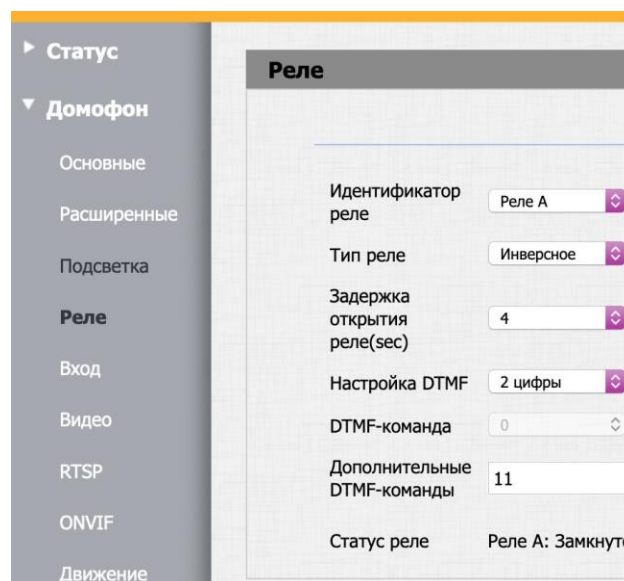 Статус
Домофон
Основные
Расширенные
Подсветка
Реле
Вход
Видео
RTSP
ONVIF
Движение
Реле
Идентификатор
реле
Реле А
Тип реле
Инверсное
Задержка
открытия
реле(sec)
4
Настройка DTMF
2 цифры
DTMF-команда
0
Дополнительные
DTMF-команды
11
Статус реле
Реле А: Замкнуто